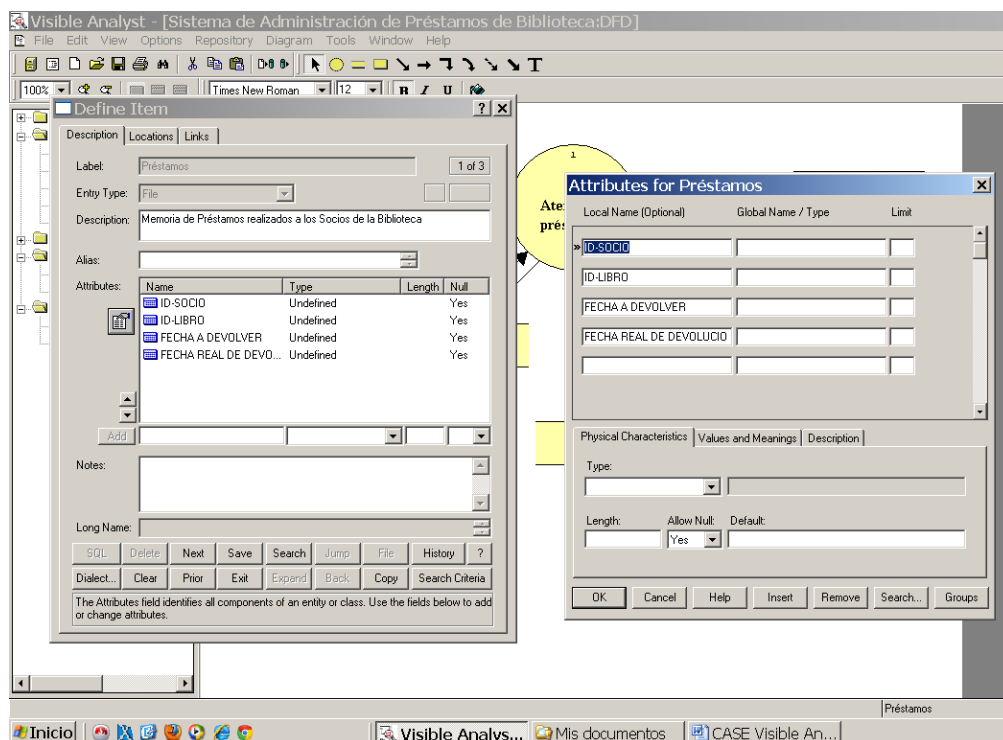 Visible Analyst - [Sistema de Administración de Préstamos de Biblioteca:DFD]
File Edit View Options Repository Diagram Tools Window Help
T
100% Times New Roman 12 B I U
Define Item ? X
Description Locations Links
Label: Préstamos 1 of 3
Entry Type: File
Description: Memoria de Préstamos realizados a los Socios de la Biblioteca
Alias:
Attributes: Name Type Length Null
ID-SOCIO Undefined Yes
ID-LIBRO Undefined Yes
FECHA A DEVOLVER Undefined Yes
FECHA REAL DE DEVO... Undefined Yes
Add
Notes:
Long Name:
SQL Delete Next Save Search Jump File History ?
Dialect... Clear Prior Exit Expand Back Copy Search Criteria
The Attributes field identifies all components of an entity or class. Use the fields below to add
or change attributes.
1
Attributes for Préstamos X
Local Name (Optional) Global Name / Type Limit
» ID-SOCIO
ID-LIBRO
FECHA A DEVOLVER
FECHA REAL DE DEVOLUCIO
Physical Characteristics Values and Meanings Description
Type:
Length: Allow Null: Default:
Yes
OK Cancel Help Insert Remove Search... Groups
Préstamos
Inicio Visible Analys... Mis documentos CASE Visible An...